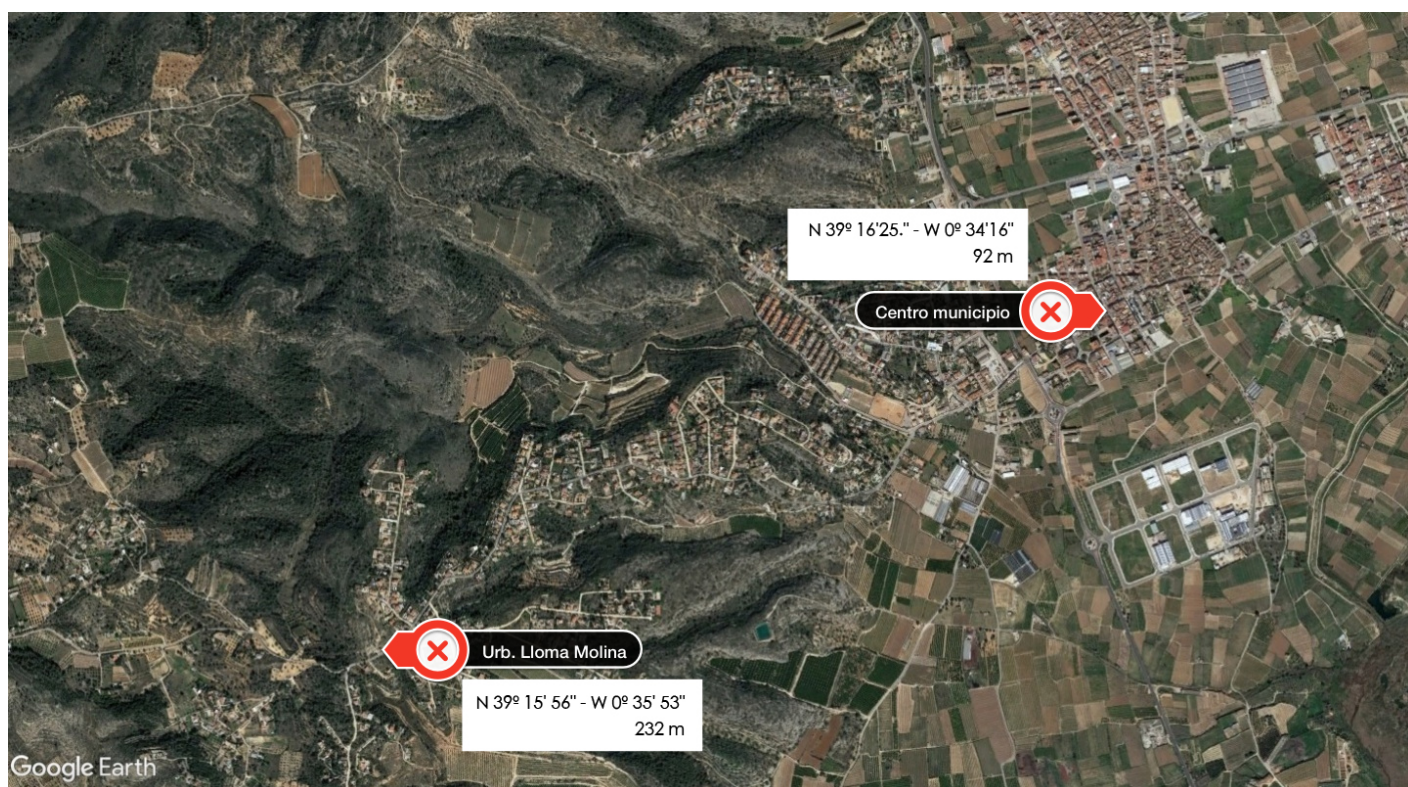 N 39º 16'25." - W 0º 34'16"
92 m
Centro municipio
Urb. Lloma Molina
N 39º 15' 56" - W 0º 35' 53"
232 m
Google Earth